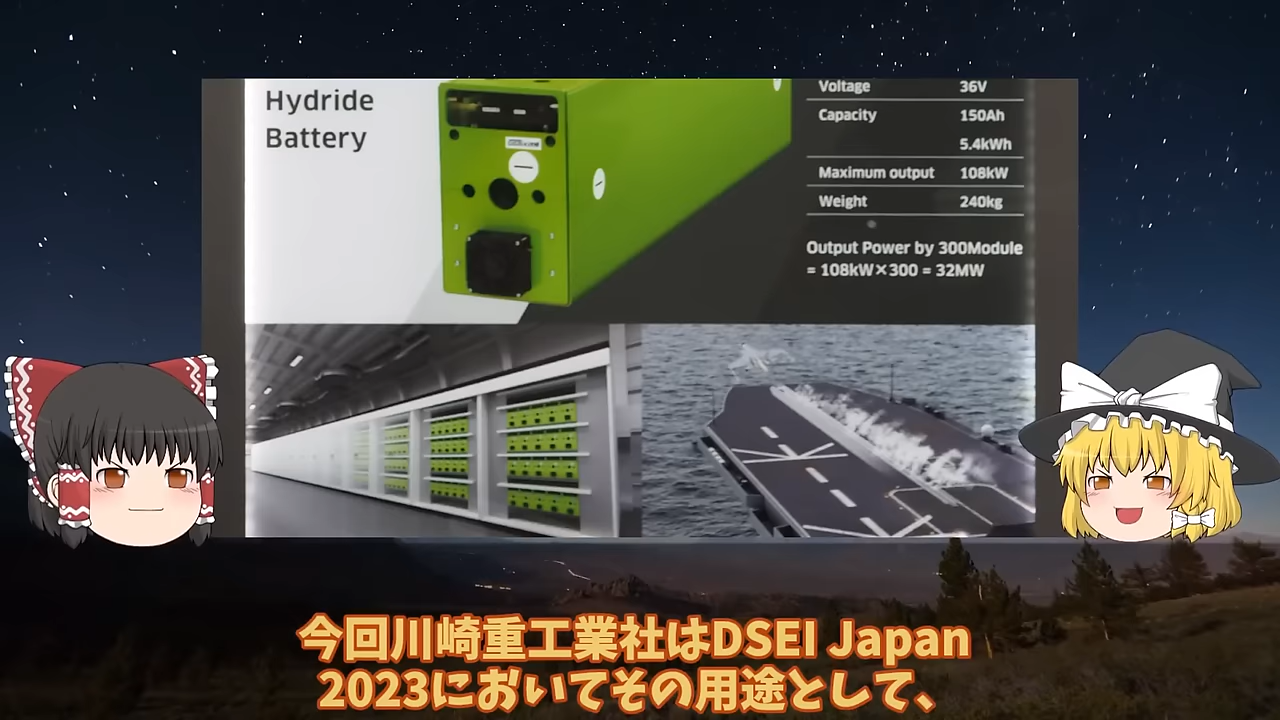 Hydride
Battery
Voltage 36V
Capacity 150Ah
5.4kWh
Maximum output 108kW
Weight 240kg
Output Power by 300Module
= 108kW×300 = 32MW
今回川崎重工業社はDSEI Japan
2023においてその用途として、